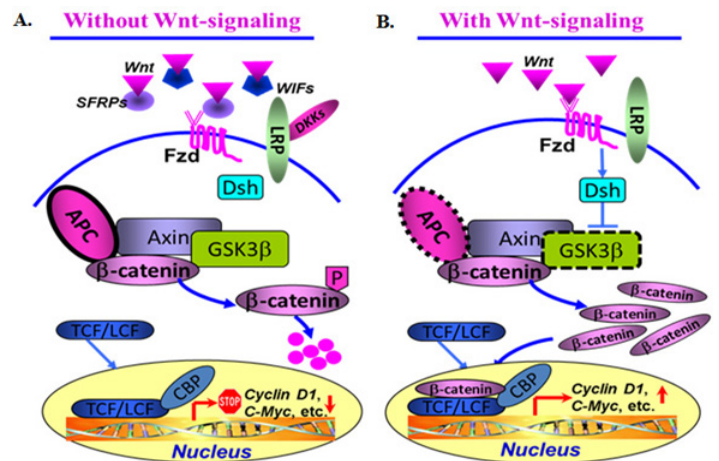 A.
Without Wnt-signaling
Wnt
SFRPs
WIFs
LRP
DKKs
Fzd
Dsh
APC
Axin
GSK3β
β-catenin
P
β-catenin
TCF/LCF
CBP
TCF/LCF
STOP
Cyclin D1,
C-Myc, etc.
Nucleus
B.
With Wnt-signaling
Wnt
LRP
Fzd
Dsh
APC
Axin
GSK3β
β-catenin
β-catenin
β-catenin
β-catenin
β-catenin
TCF/LCF
β-catenin
CBP
TCF/LCF
Cyclin D1,
C-Myc, etc.
Nucleus